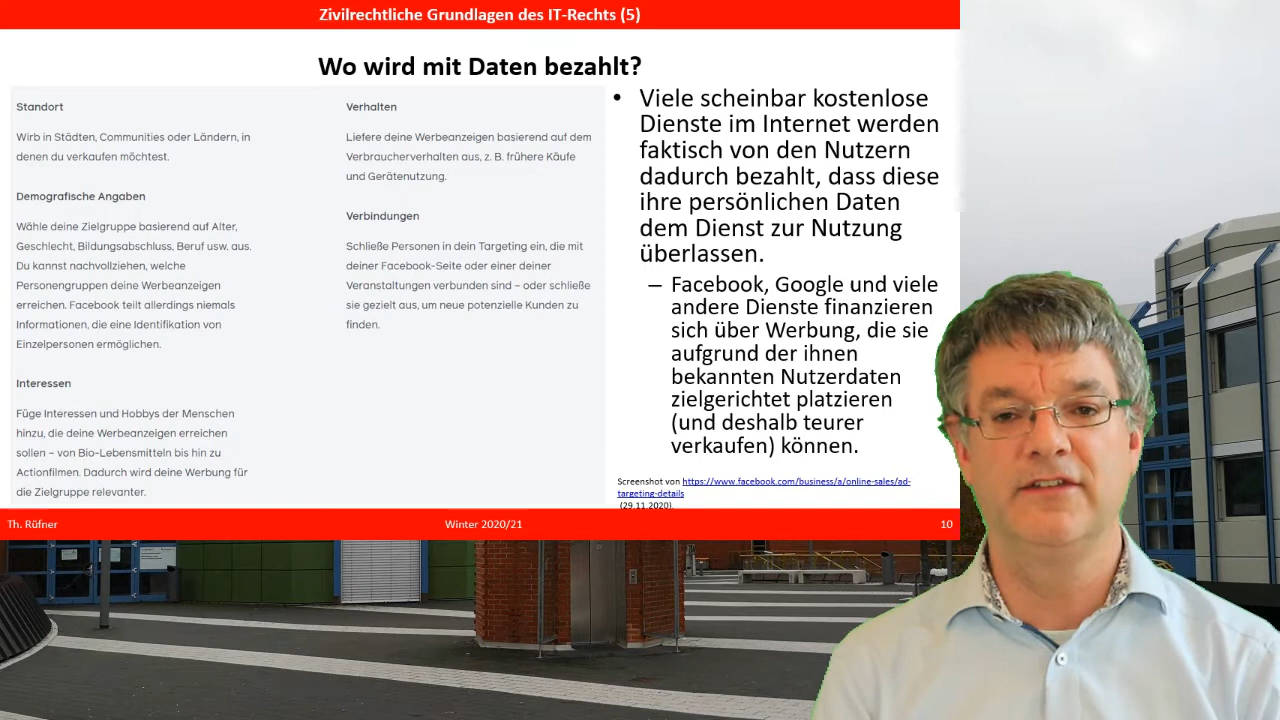 Zivilrechtliche Grundlagen des IT-Rechts (5)
Wo wird mit Daten bezahlt?
Standort
Wirb in Städten, Communities oder Ländern, in
denen du verkaufen möchtest.
Demografische Angaben
Wähle deine Zielgruppe basierend auf Alter,
Geschlecht, Bildungsabschluss, Beruf usw. aus.
Du kannst nachvollziehen, welche
Personengruppen deine Werbeanzeigen
erreichen. Facebook teilt allerdings niemals
Informationen, die eine Identifikation von
Einzelpersonen ermöglichen.
Interessen
Füge Interessen und Hobbys der Menschen
hinzu, die deine Werbeanzeigen erreichen
sollen – von Bio-Lebensmitteln bis hin zu
Actionfilmen. Dadurch wird deine Werbung für
die Zielgruppe relevanter.
Verhalten
Liefere deine Werbeanzeigen basierend auf dem
Verbraucherverhalten aus, z. B. frühere Käufe
und Gerätenutzung.
Verbindungen
Schließe Personen in dein Targeting ein, die mit
deiner Facebook-Seite oder einer deiner
Veranstaltungen verbunden sind – oder schließe
sie gezielt aus, um neue potenzielle Kunden zu
finden.
• Viele scheinbar kostenlose
Dienste im Internet werden
faktisch von den Nutzern
dadurch bezahlt, dass diese
ihre persönlichen Daten
dem Dienst zur Nutzung
überlassen.
– Facebook, Google und viele
andere Dienste finanzieren
sich über Werbung, die sie
aufgrund der ihnen
bekannten Nutzerdaten
zielgerichtet platzieren
(und deshalb teurer
verkaufen) können.
Screenshot von https://www.facebook.com/business/a/online-sales/ad-
targeting-details
(29.11.2020).
Th. Rüfner
Winter 2020/21
10